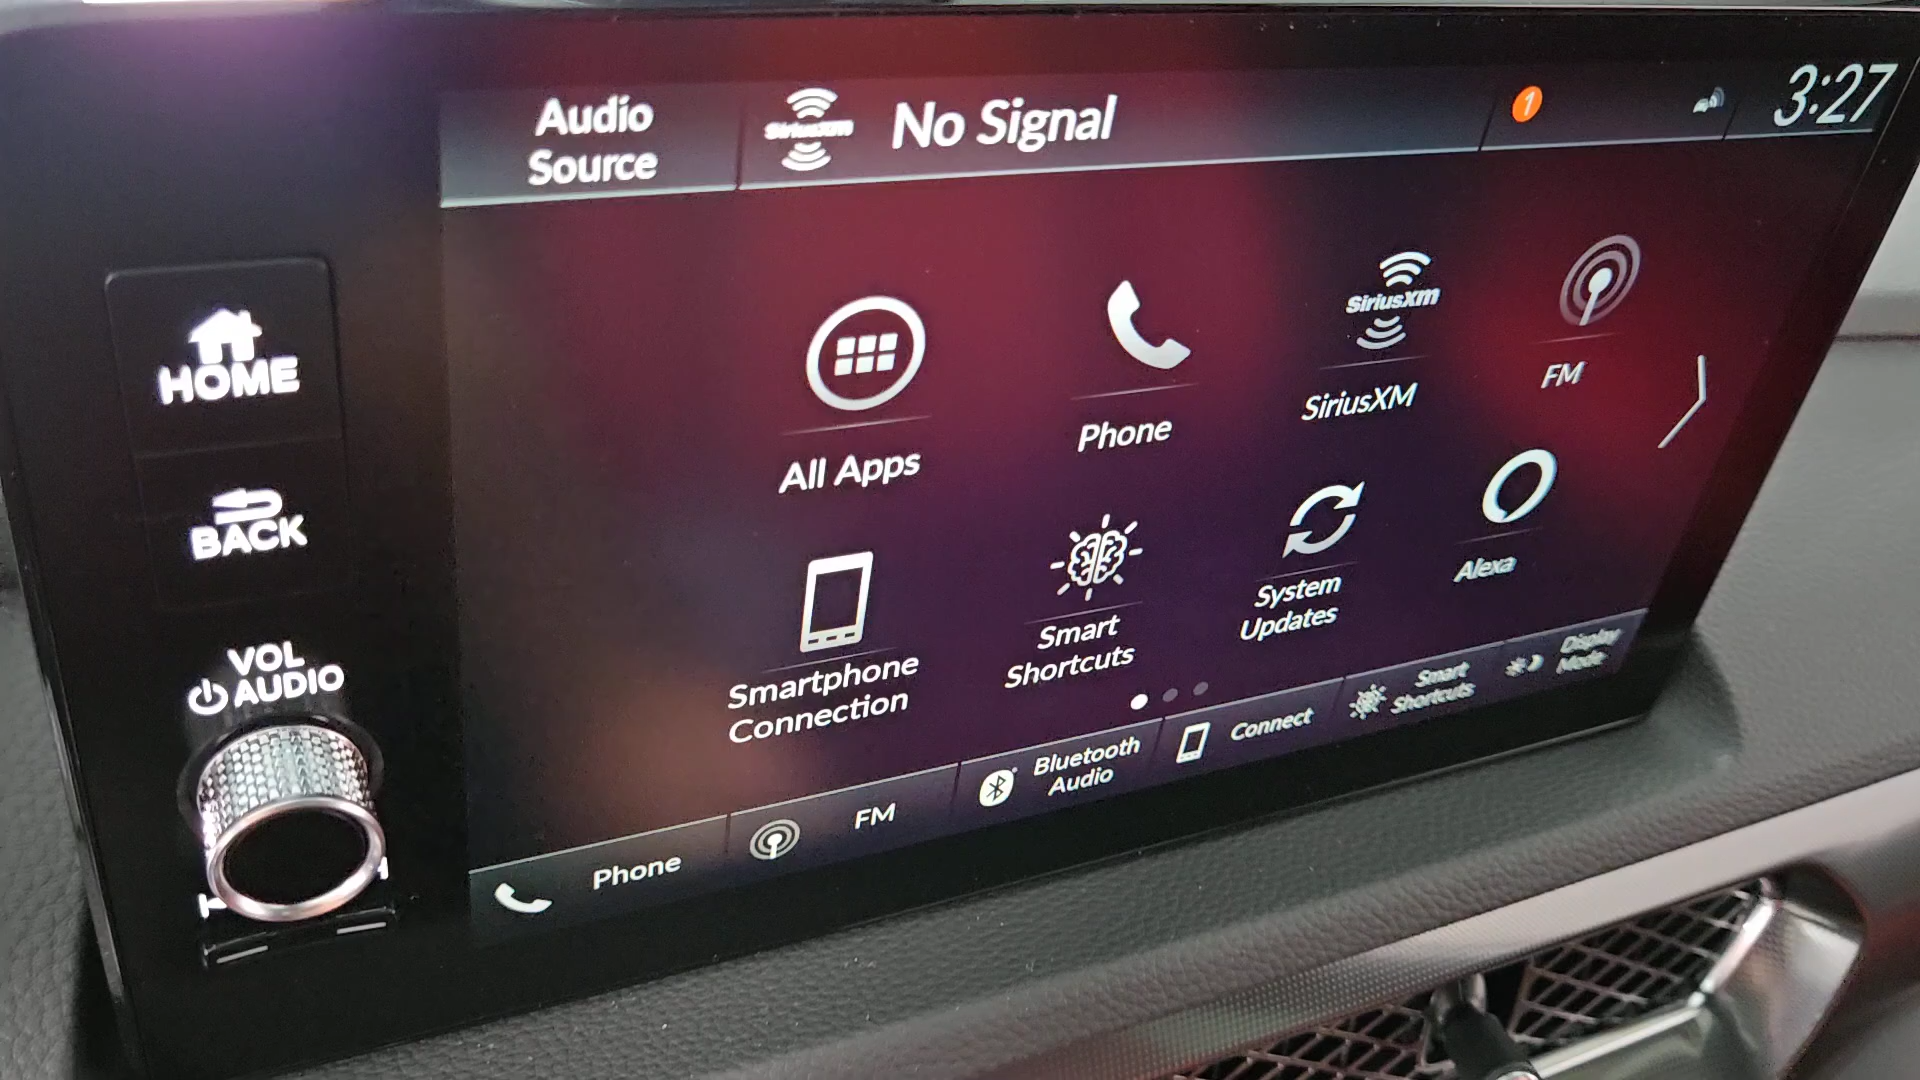 Audio
Source
SiriusXm
No Signal
1
3:27
HOME
BACK
VOL
AUDIO
All Apps
Phone
SiriusXm
SiriusXM
FM
Smartphone
Connection
Smart
Shortcuts
System
Updates
Alexa
Phone
FM
Bluetooth
Audio
Connect
Smart
Shortcuts
Display
Mode